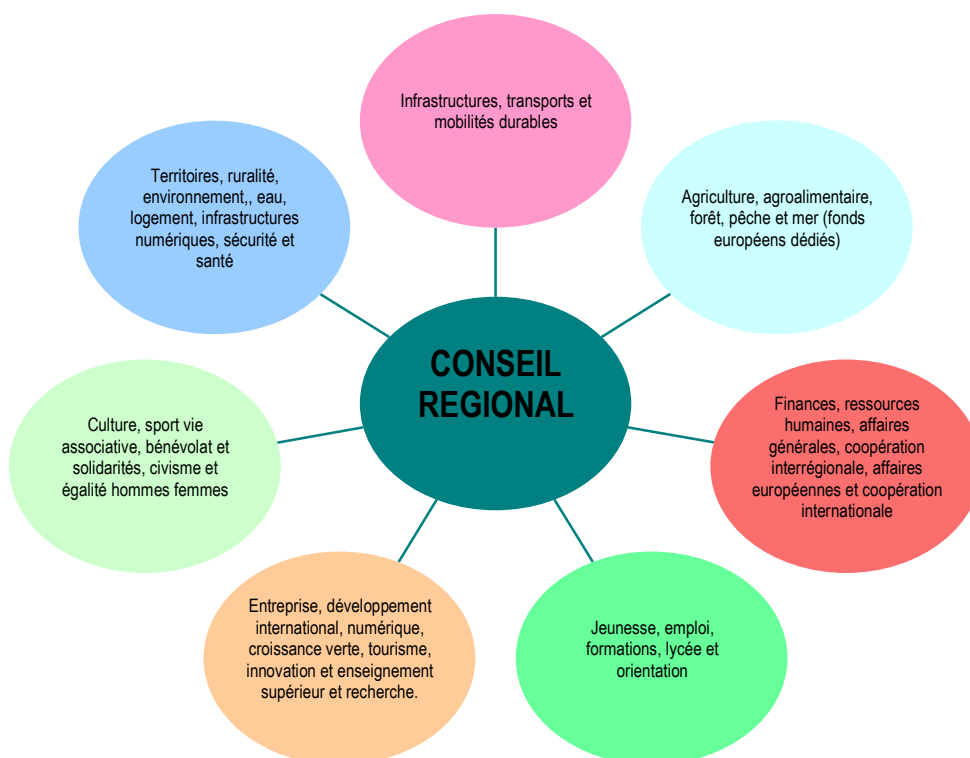 Infrastructures, transports et
mobilités durables
Territoires, ruralité,
environnement,, eau,
logement, infrastructures
numériques, sécurité et
santé
Agriculture, agroalimentaire,
forêt, pêche et mer (fonds
européens dédiés)
CONSEIL
REGIONAL
Culture, sport vie
associative, bénévolat et
solidarités, civisme et
égalité hommes femmes
Finances, ressources
humaines, affaires
générales, coopération
interrégionale, affaires
européennes et coopération
internationale
Entreprise, développement
international, numérique,
croissance verte, tourisme,
innovation et enseignement
supérieur et recherche.
Jeunesse, emploi,
formations, lycée et
orientation